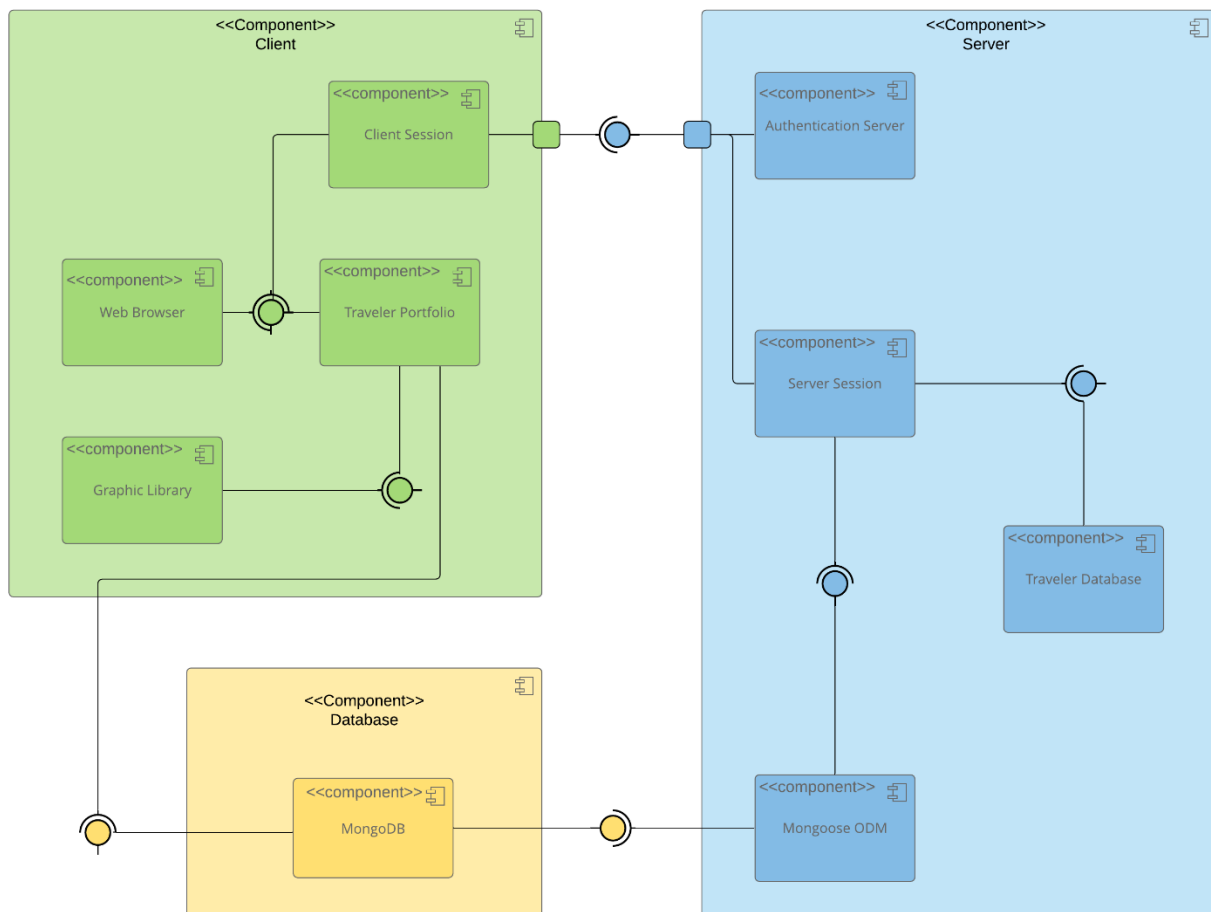 <<Component>>
Client
<<component>>
Client Session
<<component>>
Web Browser
<<component>>
Traveler Portfolio
<<component>>
Graphic Library
<<Component>>
Server
<<component>>
Authentication Server
<<component>>
Server Session
<<component>>
Traveler Database
<<component>>
Mongoose ODM
<<Component>>
Database
<<component>>
MongoDB